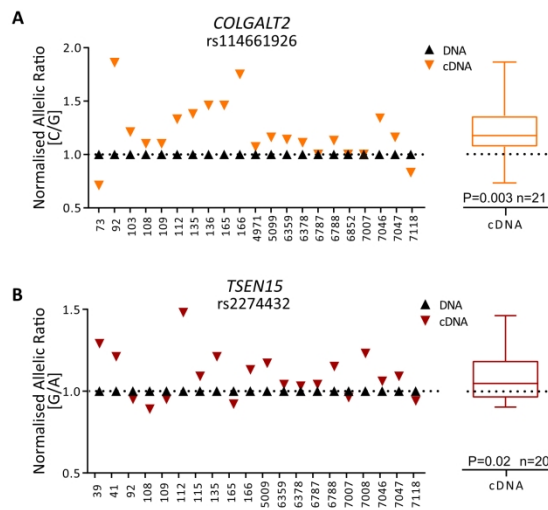 A
COLGALT2
rs114661926
DNA
cDNA
Normalised Allelic Ratio
[C/G]
2.0
1.5
1.0
0.5
73 92 103 108 109 112 135 136 165 166 4971 5099 6359 6378 6787 6788 6852 7007 7046 7047 7118
P=0.003 n=21
cDNA
B
TSEN15
rs2274432
DNA
cDNA
Normalised Allelic Ratio
[G/A]
1.5
1.0
0.5
39 41 92 108 109 112 115 135 165 166 5009 6359 6378 6787 6788 7007 7008 7046 7047 7118
P=0.02 n=20
cDNA